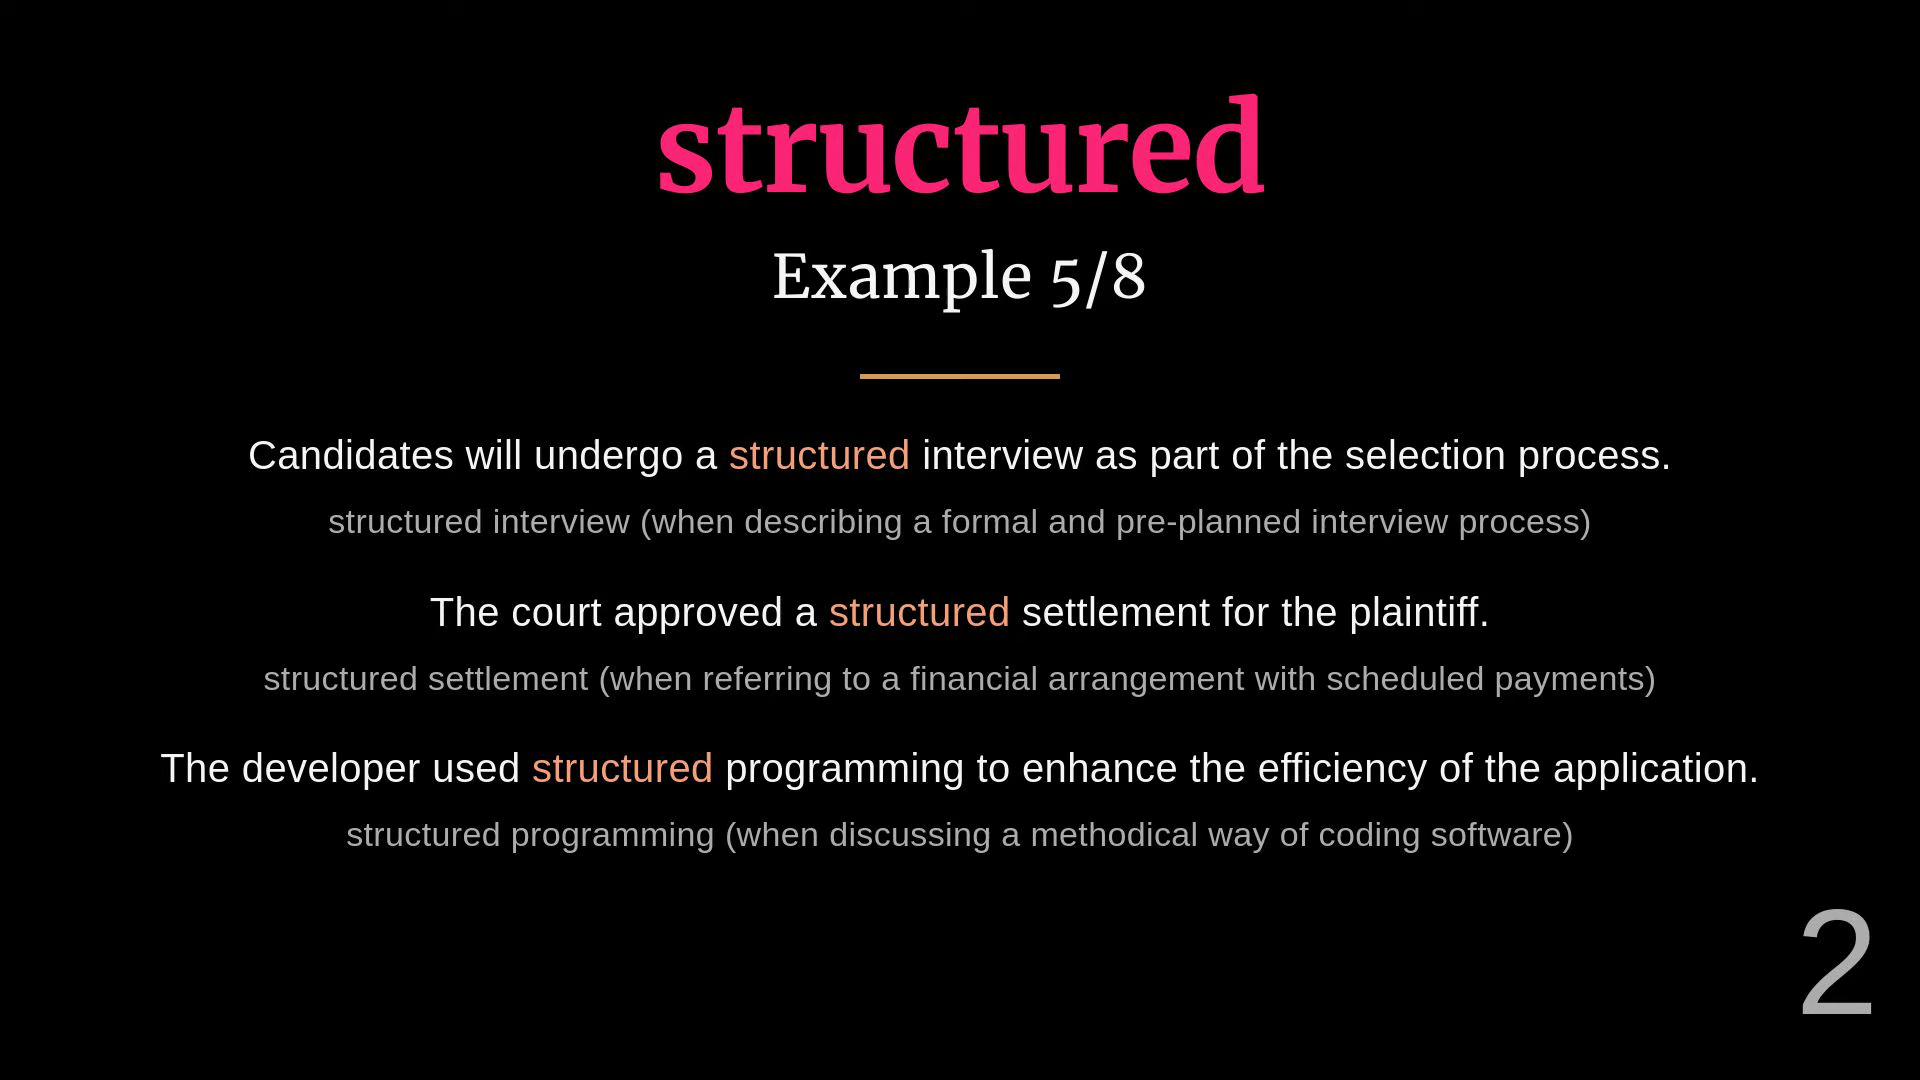 structured
Example 5/8
Candidates will undergo a structured interview as part of the selection process.
structured interview (when describing a formal and pre-planned interview process)
The court approved a structured settlement for the plaintiff.
structured settlement (when referring to a financial arrangement with scheduled payments)
The developer used structured programming to enhance the efficiency of the application.
structured programming (when discussing a methodical way of coding software)
2